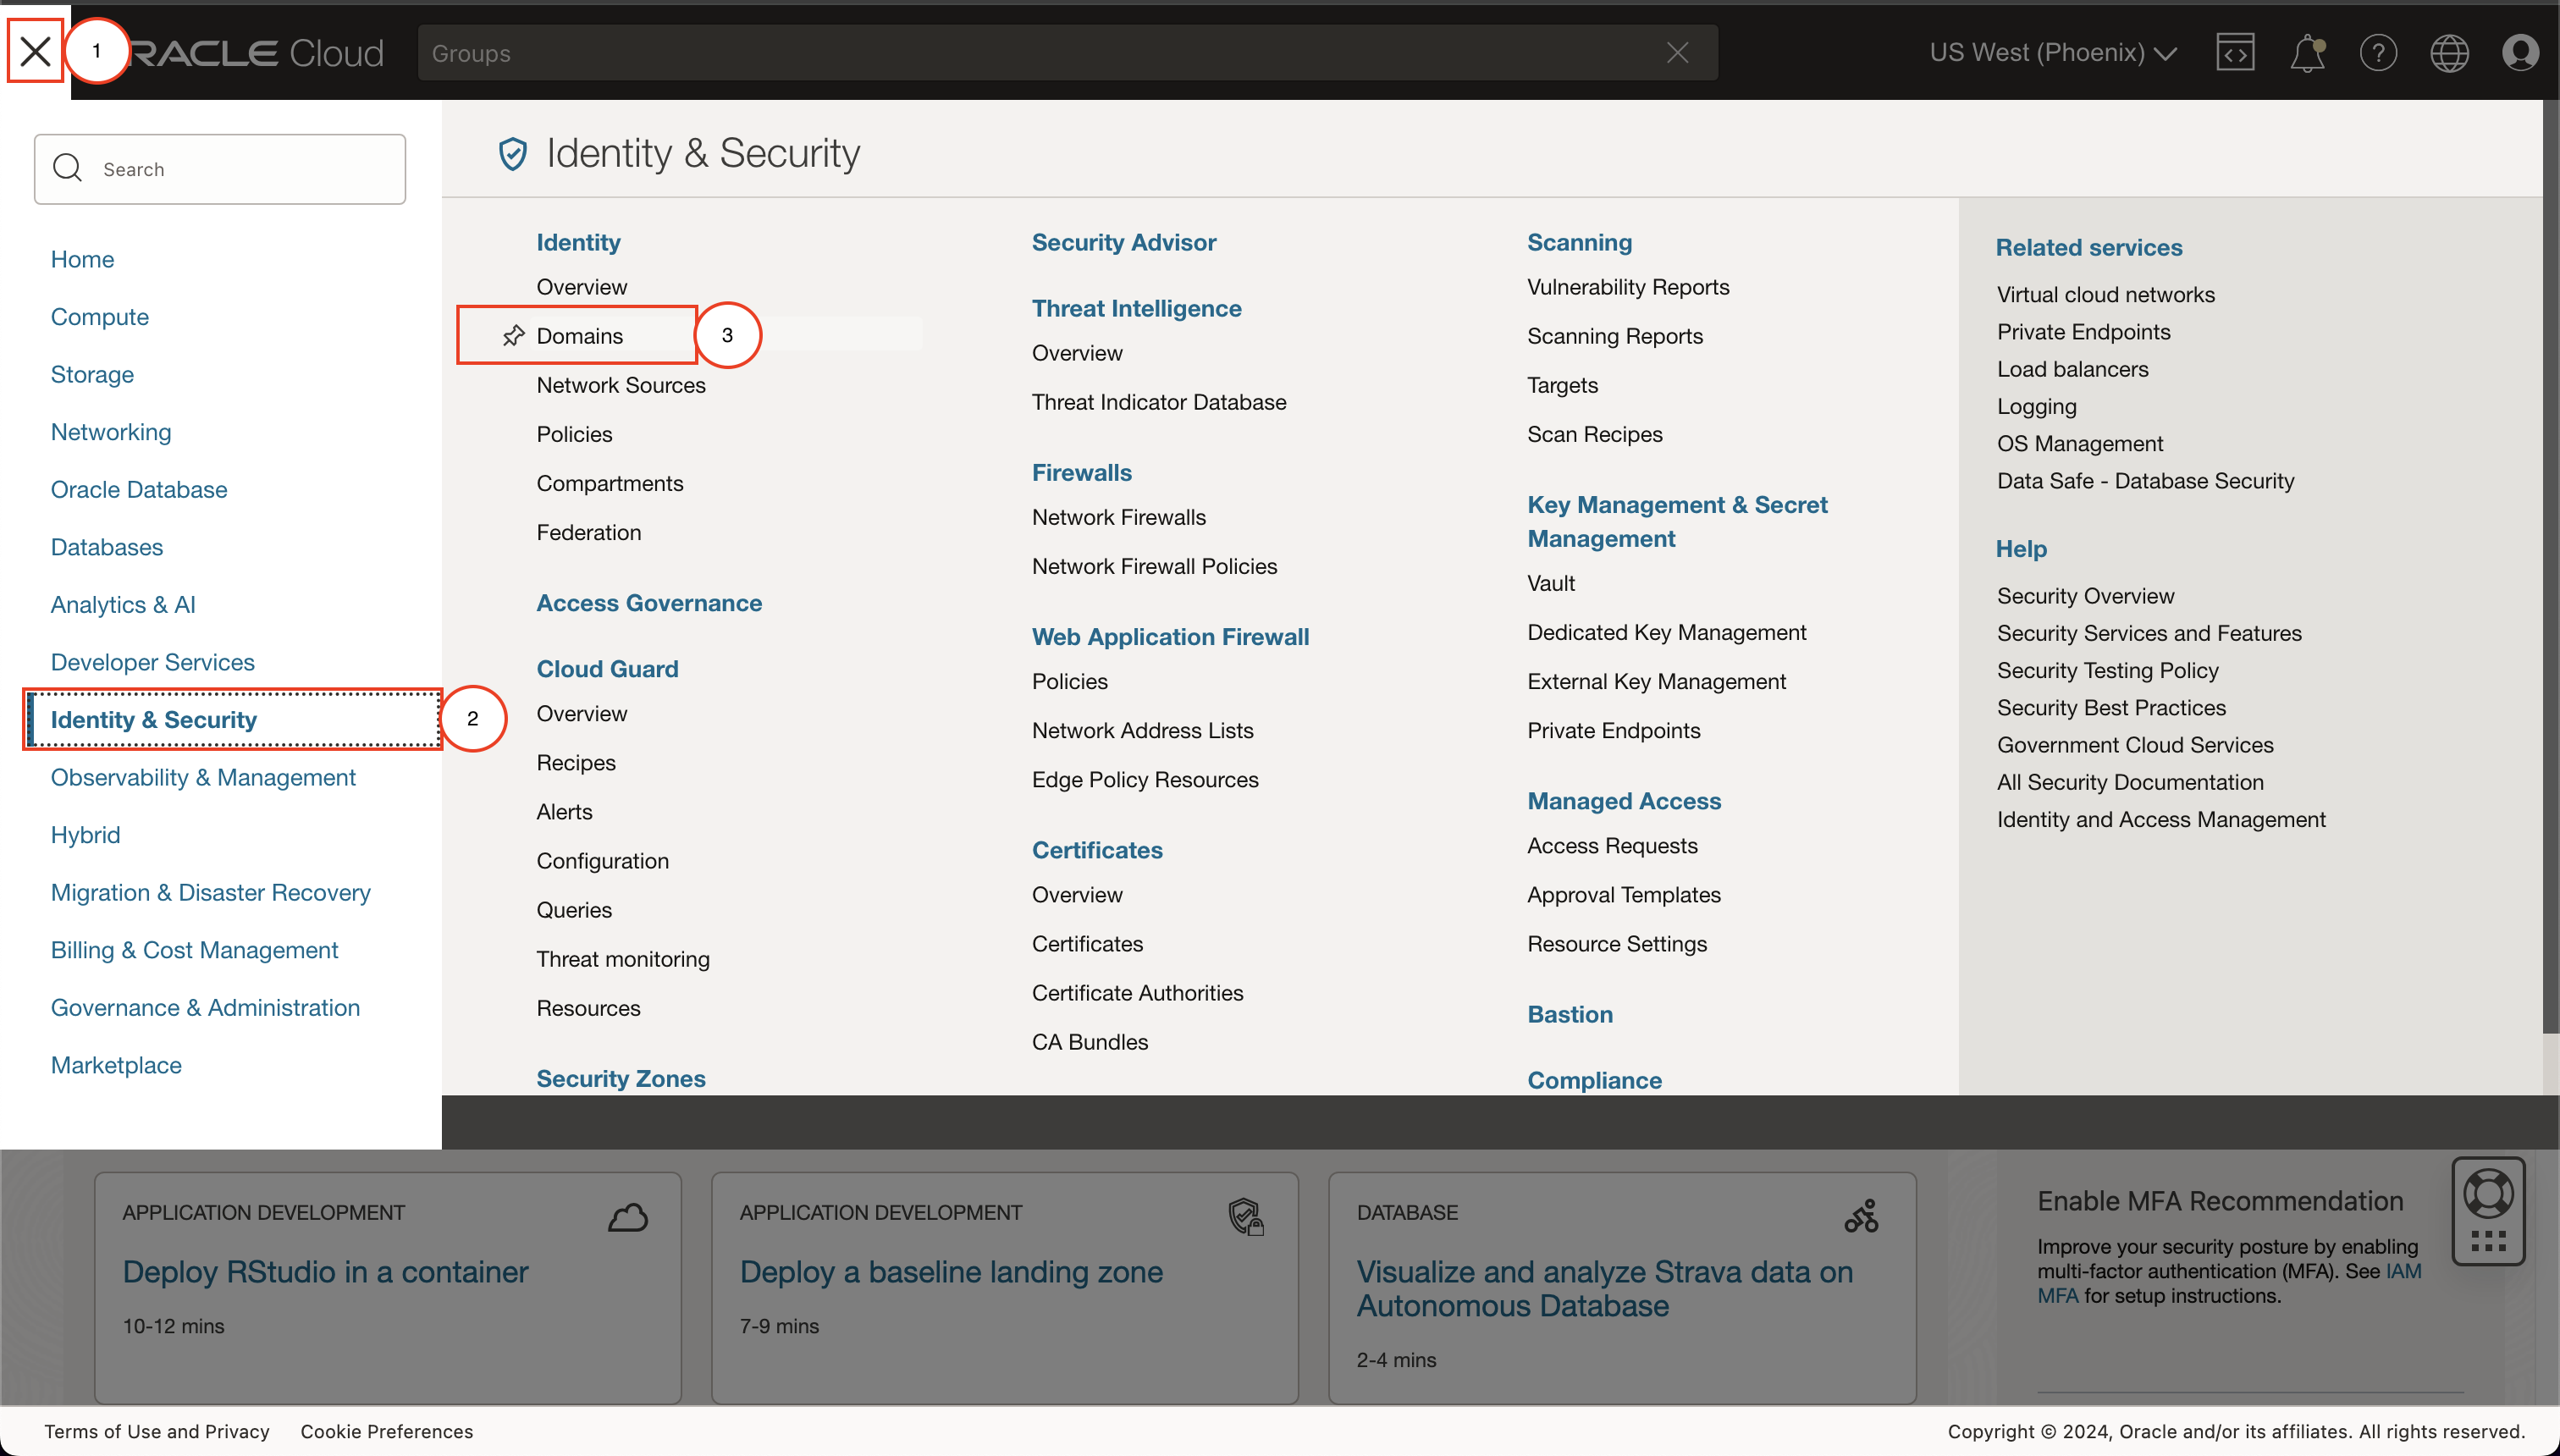 1
RACLE Cloud
Groups
US West (Phoenix)
Search
Home
Compute
Storage
Networking
Oracle Database
Databases
Analytics & AI
Developer Services
Identity & Security
2
Observability & Management
Hybrid
Migration & Disaster Recovery
Billing & Cost Management
Governance & Administration
Marketplace
Identity & Security
Identity
Overview
Domains
3
Network Sources
Policies
Compartments
Federation
Access Governance
Cloud Guard
Overview
Recipes
Alerts
Configuration
Queries
Threat monitoring
Resources
Security Zones
Security Advisor
Threat Intelligence
Overview
Threat Indicator Database
Firewalls
Network Firewalls
Network Firewall Policies
Web Application Firewall
Policies
Network Address Lists
Edge Policy Resources
Certificates
Overview
Certificates
Certificate Authorities
CA Bundles
Scanning
Vulnerability Reports
Scanning Reports
Targets
Scan Recipes
Key Management & Secret
Management
Vault
Dedicated Key Management
External Key Management
Private Endpoints
Managed Access
Access Requests
Approval Templates
Resource Settings
Bastion
Compliance
Related services
Virtual cloud networks
Private Endpoints
Load balancers
Logging
OS Management
Data Safe - Database Security
Help
Security Overview
Security Services and Features
Security Testing Policy
Security Best Practices
Government Cloud Services
All Security Documentation
Identity and Access Management
APPLICATION DEVELOPMENT
Deploy RStudio in a container
10-12 mins
APPLICATION DEVELOPMENT
Deploy a baseline landing zone
7-9 mins
DATABASE
Visualize and analyze Strava data on
Autonomous Database
2-4 mins
Enable MFA Recommendation
Improve your security posture by enabling
multi-factor authentication (MFA). See IAM
MFA for setup instructions.
Terms of Use and Privacy
Cookie Preferences
Copyright © 2024, Oracle and/or its affiliates. All rights reserved.